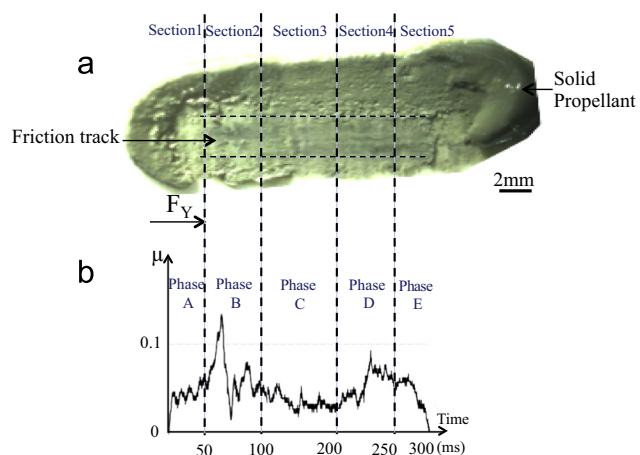 Section1
Section2
Section3
Section4
Section5
a
Solid
Propellant
Friction track
2mm
F_Y
b
μ
Phase
A
Phase
B
Phase
C
Phase
D
Phase
E
0.1
0
Time
50
100
200
250
300
(ms)